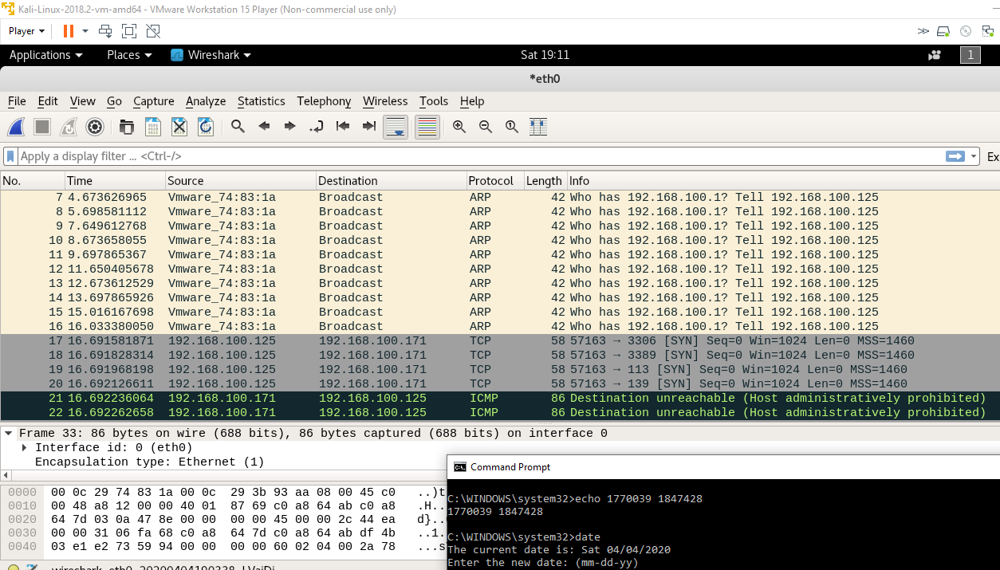 Kali-Linux-2018.2-vm-amd64 - VMware Workstation 15 Player (Non-commercial use only)
Player
Applications Places Wireshark Sat 19:11 1
*eth0
File Edit View Go Capture Analyze Statistics Telephony Wireless Tools Help
Apply a display filter ... <Ctrl-/> Ex
No. Time Source Destination Protocol Length Info
7 4.673626965 Vmware_74:83:1a Broadcast ARP 42 Who has 192.168.100.1? Tell 192.168.100.125
8 5.698581112 Vmware_74:83:1a Broadcast ARP 42 Who has 192.168.100.1? Tell 192.168.100.125
9 7.649612768 Vmware_74:83:1a Broadcast ARP 42 Who has 192.168.100.1? Tell 192.168.100.125
10 8.673658055 Vmware_74:83:1a Broadcast ARP 42 Who has 192.168.100.1? Tell 192.168.100.125
11 9.697865367 Vmware_74:83:1a Broadcast ARP 42 Who has 192.168.100.1? Tell 192.168.100.125
12 11.650405678 Vmware_74:83:1a Broadcast ARP 42 Who has 192.168.100.1? Tell 192.168.100.125
13 12.673612529 Vmware_74:83:1a Broadcast ARP 42 Who has 192.168.100.1? Tell 192.168.100.125
14 13.697865926 Vmware_74:83:1a Broadcast ARP 42 Who has 192.168.100.1? Tell 192.168.100.125
15 15.016167698 Vmware_74:83:1a Broadcast ARP 42 Who has 192.168.100.1? Tell 192.168.100.125
16 16.033380050 Vmware_74:83:1a Broadcast ARP 42 Who has 192.168.100.1? Tell 192.168.100.125
17 16.691581871 192.168.100.125 192.168.100.171 TCP 58 57163 → 3306 [SYN] Seq=0 Win=1024 Len=0 MSS=1460
18 16.691828314 192.168.100.125 192.168.100.171 TCP 58 57163 → 3389 [SYN] Seq=0 Win=1024 Len=0 MSS=1460
19 16.691968198 192.168.100.125 192.168.100.171 TCP 58 57163 → 113 [SYN] Seq=0 Win=1024 Len=0 MSS=1460
20 16.692126611 192.168.100.125 192.168.100.171 TCP 58 57163 → 139 [SYN] Seq=0 Win=1024 Len=0 MSS=1460
21 16.692236064 192.168.100.171 192.168.100.125 ICMP 86 Destination unreachable (Host administratively prohibited)
22 16.692262658 192.168.100.171 192.168.100.125 ICMP 86 Destination unreachable (Host administratively prohibited)
Frame 33: 86 bytes on wire (688 bits), 86 bytes captured (688 bits) on interface 0
Interface id: 0 (eth0)
Encapsulation type: Ethernet (1)
0000 00 0c 29 74 83 1a 00 0c 29 3b 93 aa 08 00 45 c0 ..)t
0010 00 48 a8 12 00 00 40 01 87 69 c0 a8 64 ab c0 a8 .H..
0020 64 7d 03 0a 47 8e 00 00 00 00 45 00 00 2c 44 ea d}..
0030 00 00 31 06 fa 68 c0 a8 64 7d c0 a8 64 ab df 4b ..1.
0040 03 e1 e2 73 59 94 00 00 00 00 60 02 04 00 2a 78 ...s
Command Prompt
C:\WINDOWS\system32>echo 1770039 1847428
1770039 1847428
C:\WINDOWS\system32>date
The current date is: Sat 04/04/2020
Enter the new date: (mm-dd-yy)